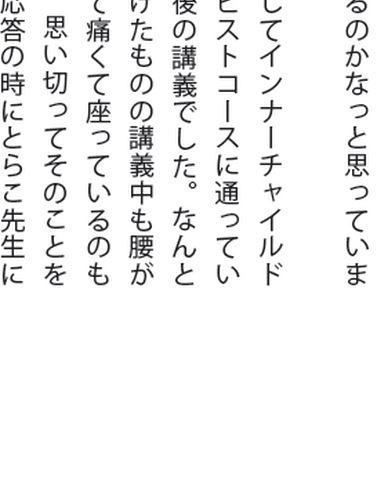 るのかなっと思っていま
してインナーチャイルド
ピストコースに通ってい
後の講義でした。なんと
けたものの講義中も腰が
て痛くて座っているのも
思い切ってそのことを
応答の時にとらこ先生に